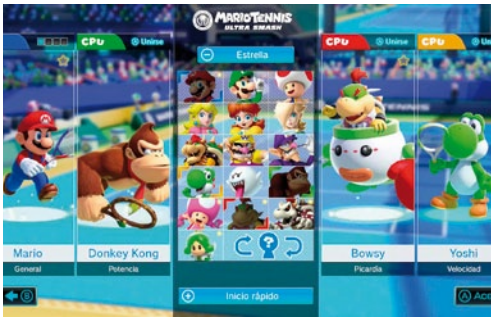 MARIO TENNIS
ULTRA SMASH
CPU
Unirse
CPU
Unirse
CPU
Unirse
Estrella
Mario
General
Donkey Kong
Potencia
Bowsy
Picardía
Yoshi
Velocidad
B
Inicio rápido
A